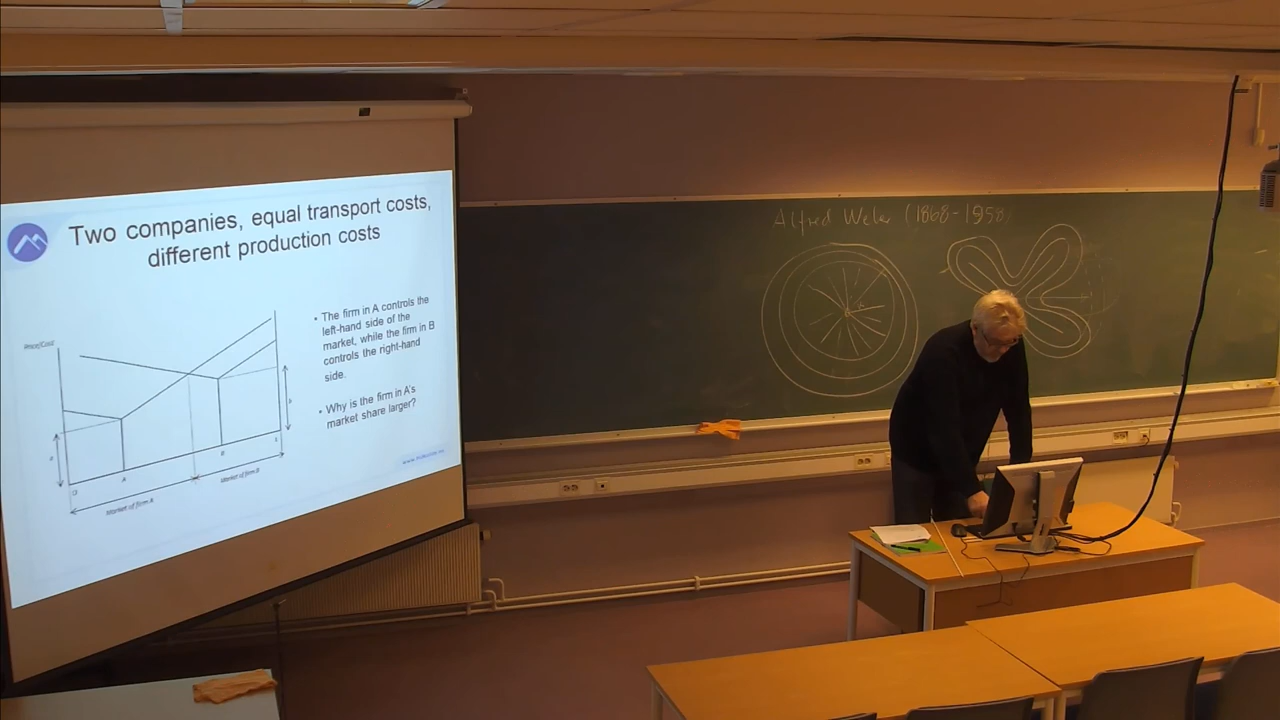 Two companies, equal transport costs,
different production costs
• The firm in A controls the
left-hand side of the
market, while the firm in B
controls the right-hand
side.
• Why is the firm in A's
market share larger?
Price/Cost
A
B
Market of firm A
Market of firm B
Alfred Weber (1868-1958)